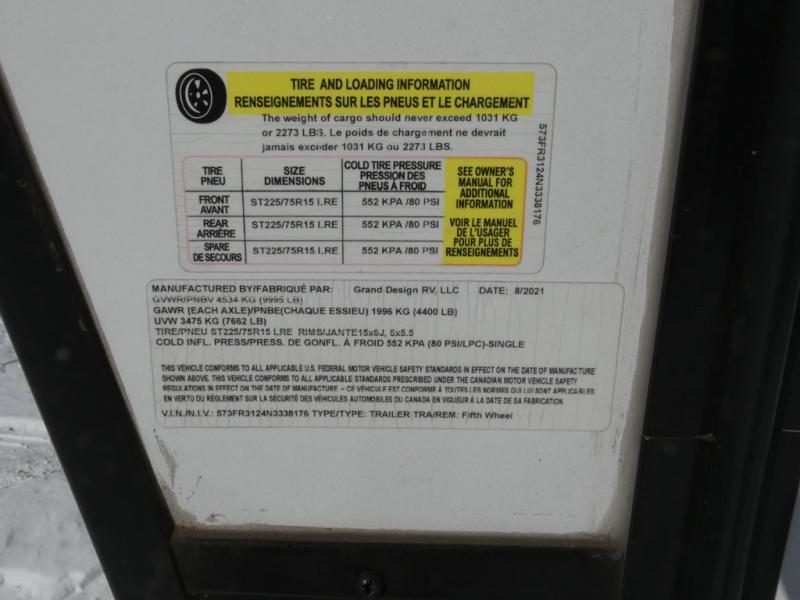 TIRE AND LOADING INFORMATION
RENSEIGNEMENTS SUR LES PNEUS ET LE CHARGEMENT
The weight of cargo should never exceed 1031 KG
or 2273 LBS. Le poids de chargement ne devrait
jamais excéder 1031 KG ou 2273 LBS.
TIRE
PNEU
SIZE
DIMENSIONS
COLD TIRE PRESSURE
PRESSION DES
PNEUS À FROID
SEE OWNER'S
MANUAL FOR
ADDITIONAL
INFORMATION
VOIR LE MANUEL
DE L'USAGER
POUR PLUS DE
RENSEIGNEMENTS
FRONT
AVANT
ST225/75R15 LRE
552 KPA /80 PSI
REAR
ARRIÈRE
ST225/75R15 LRE
552 KPA /80 PSI
SPARE
DE SECOURS
ST225/75R15 LRE
552 KPA /80 PSI
573FR3124N3338176
MANUFACTURED BY/FABRIQUÉ PAR: Grand Design RV, LLC DATE: 8/2021
GVWR/PNBV 4534 KG (9995 LB)
GAWR (EACH AXLE)/PNBE(CHAQUE ESSIEU) 1996 KG (4400 LB)
UVW 3475 KG (7662 LB)
TIRE/PNEU ST225/75R15 LRE RIMS/JANTE15x6J, 6x5.5
COLD INFL. PRESS/PRESS. DE GONFL. À FROID 552 KPA (80 PSI/LPC)-SINGLE
THIS VEHICLE CONFORMS TO ALL APPLICABLE U.S. FEDERAL MOTOR VEHICLE SAFETY STANDARDS IN EFFECT ON THE DATE OF MANUFACTURE
SHOWN ABOVE. THIS VEHICLE CONFORMS TO ALL APPLICABLE STANDARDS PRESCRIBED UNDER THE CANADIAN MOTOR VEHICLE SAFETY
REGULATIONS IN EFFECT ON THE DATE OF MANUFACTURE - CE VÉHICULE EST CONFORME À TOUTES LES NORMES QUI LUI SONT APPLICABLES
EN VERTU DU RÈGLEMENT SUR LA SÉCURITÉ DES VÉHICULES AUTOMOBILES DU CANADA EN VIGUEUR À LA DATE DE SA FABRICATION
V.I.N./N.I.V.: 573FR3124N3338176 TYPE/TYPE: TRAILER TRA/REM: Fifth Wheel